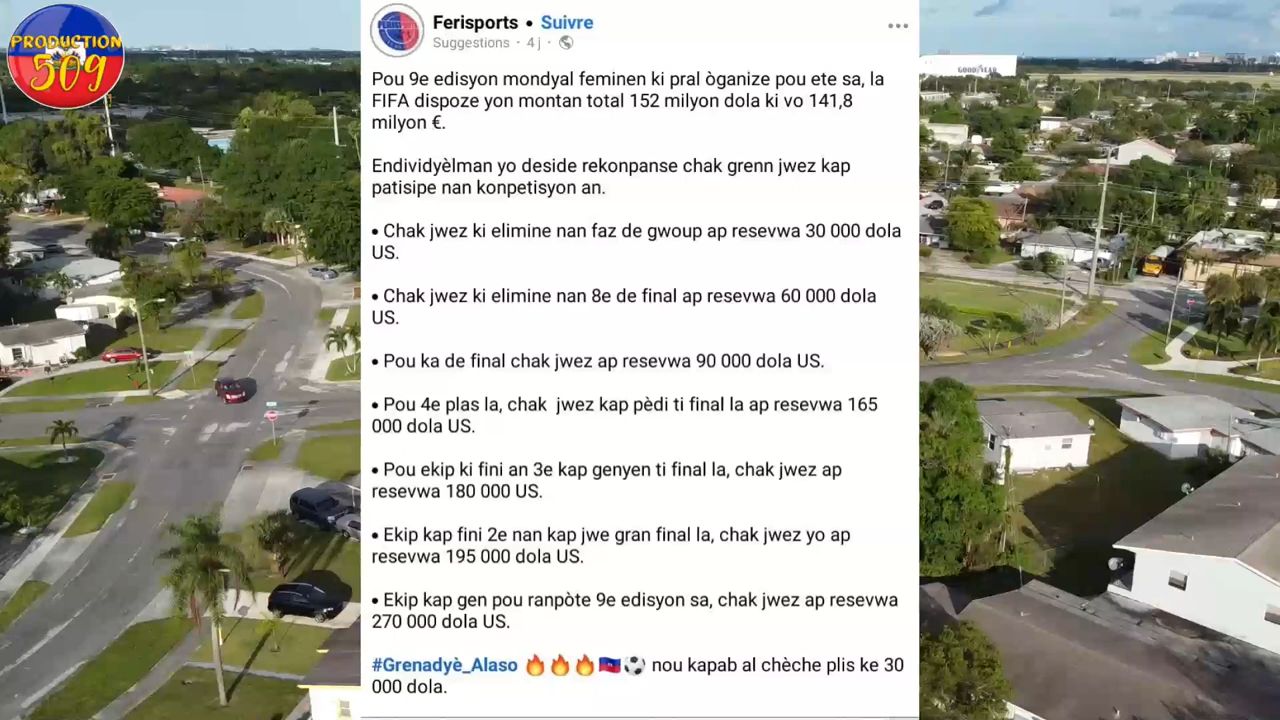 PRODUCTION
509
Ferisports • Suivre
Suggestions · 4 j ·
Pou 9e edisyon mondyal feminen ki pral òganize pou ete sa, la
FIFA dispoze yon montan total 152 milyon dola ki vo 141,8
milyon €.
Endividyèlman yo deside rekonpanse chak grenn jwez kap
patisipe nan konpetisyon an.
• Chak jwez ki elimine nan faz de gwoup ap resevwa 30 000 dola
US.
• Chak jwez ki elimine nan 8e de final ap resevwa 60 000 dola
US.
• Pou ka de final chak jwez ap resevwa 90 000 dola US.
• Pou 4e plas la, chak  jwez kap pèdi ti final la ap resevwa 165
000 dola US.
• Pou ekip ki fini an 3e kap genyen ti final la, chak jwez ap
resevwa 180 000 US.
• Ekip kap fini 2e nan kap jwe gran final la, chak jwez yo ap
resevwa 195 000 dola US.
• Ekip kap gen pou ranpòte 9e edisyon sa, chak jwez ap resevwa
270 000 dola US.
#Grenadyè_Alaso 🔥🔥🔥🇭🇹⚽ nou kapab al chèche plis ke 30
000 dola.
GOODYEAR